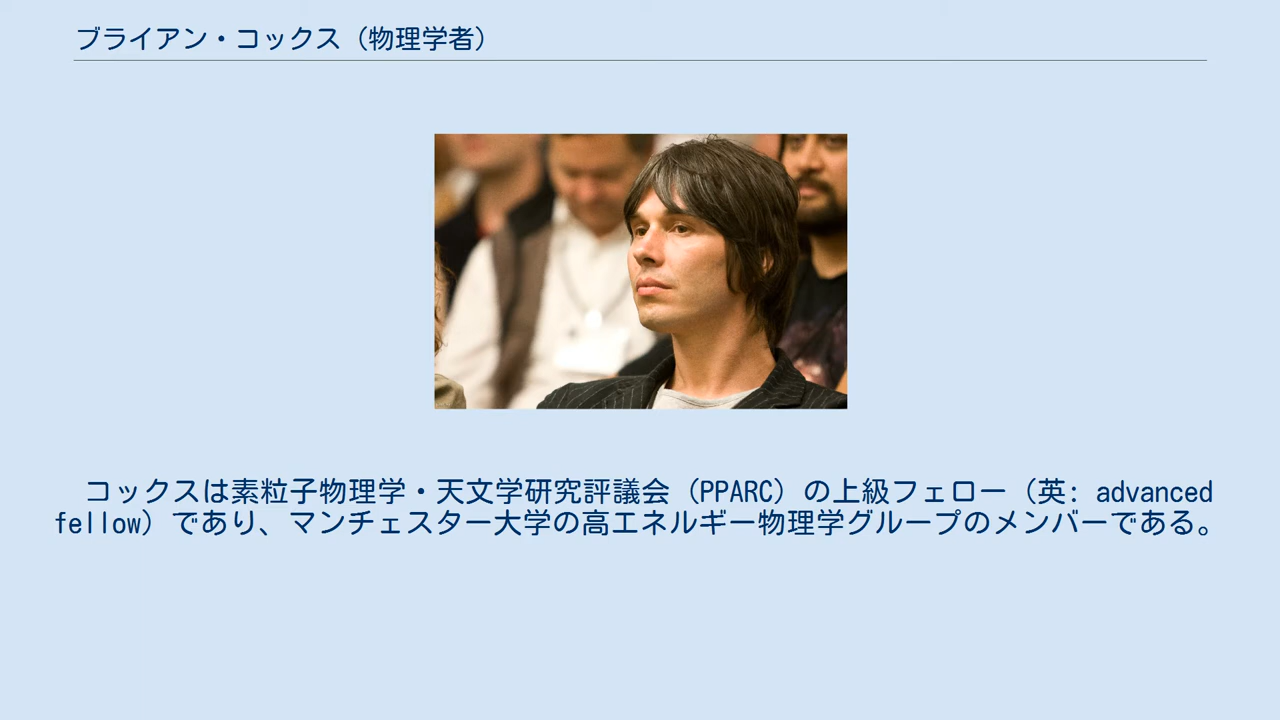 ブライアン・コックス（物理学者）
コックスは素粒子物理学・天文学研究評議会（PPARC）の上級フェロー（英: advanced
fellow）であり、マンチェスター大学の高エネルギー物理学グループのメンバーである。